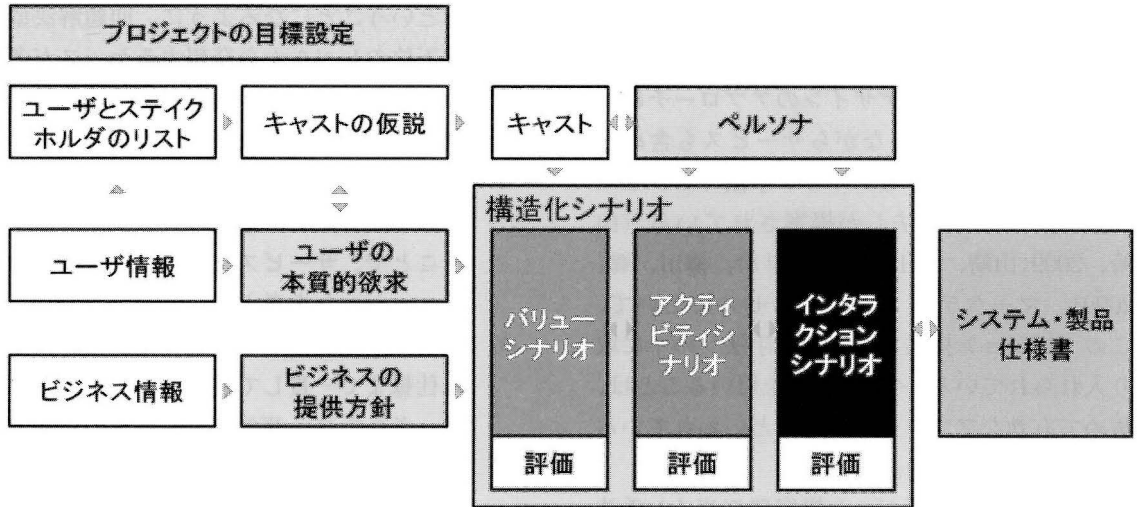 プロジェクトの目標設定
ユーザとステイク
ホルダのリスト
キャストの仮説
キャスト
ペルソナ
構造化シナリオ
ユーザ情報
ユーザの
本質的欲求
バリュー
シナリオ
アクティ
ビティシ
ナリオ
インタラ
クション
シナリオ
システム・製品
仕様書
ビジネス情報
ビジネスの
提供方針
評価
評価
評価